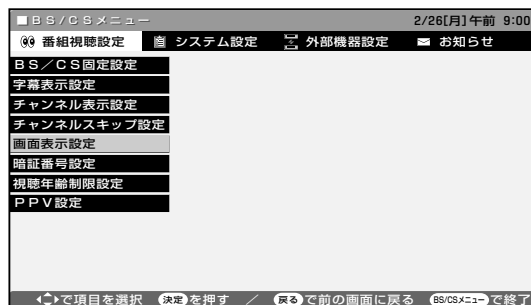 ■BS/CSメニュー 2/26[月]午前 9:00
番組視聴設定 システム設定 外部機器設定 お知らせ
BS/CS固定設定
字幕表示設定
チャンネル表示設定
チャンネルスキップ設定
画面表示設定
暗証番号設定
視聴年齢制限設定
PPV設定
で項目を選択 決定を押す / 戻るで前の画面に戻る BS/CSメニューで終了